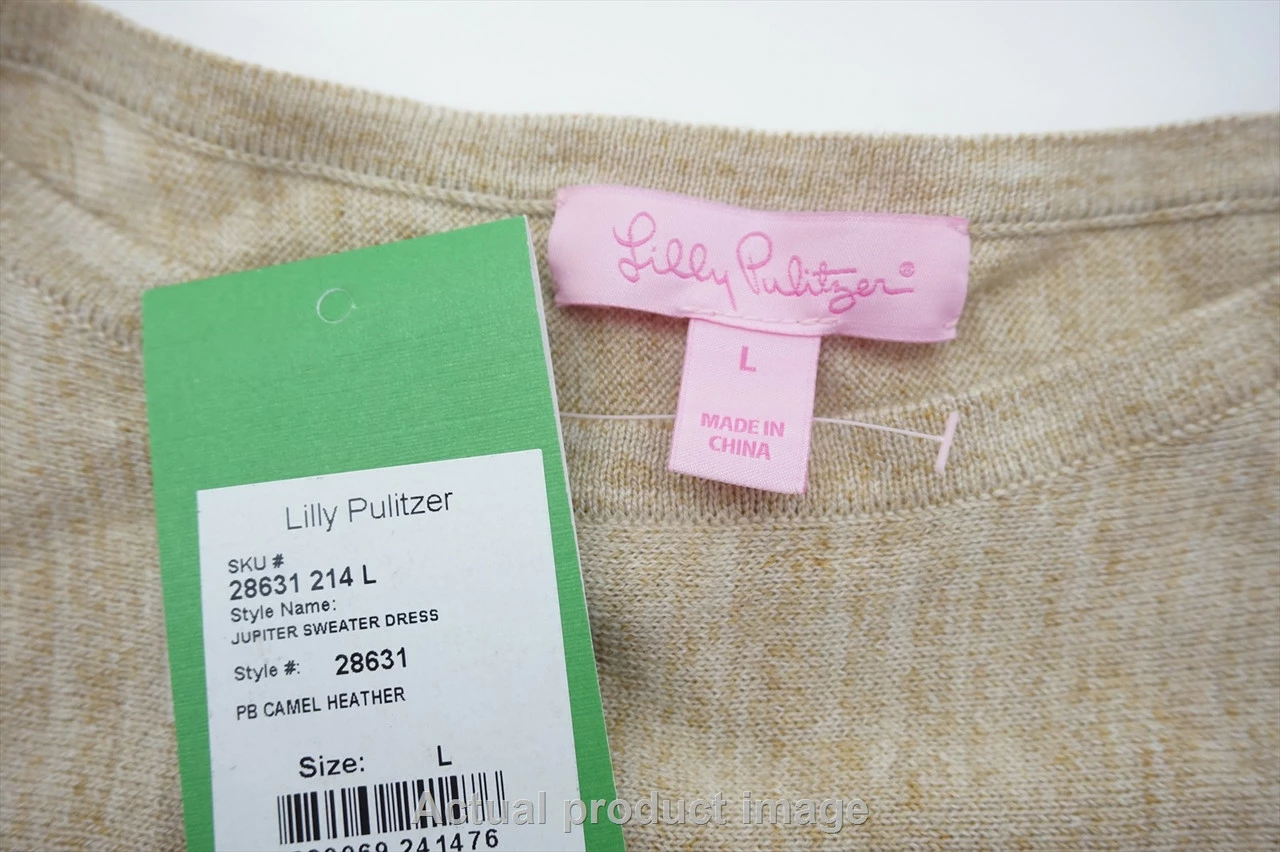 Lilly Pulitzer®
L
MADE IN
CHINA
Lilly Pulitzer
SKU #
28631 214 L
Style Name:
JUPITER SWEATER DRESS
Style #: 28631
PB CAMEL HEATHER
Size: L
241476
Actual product image